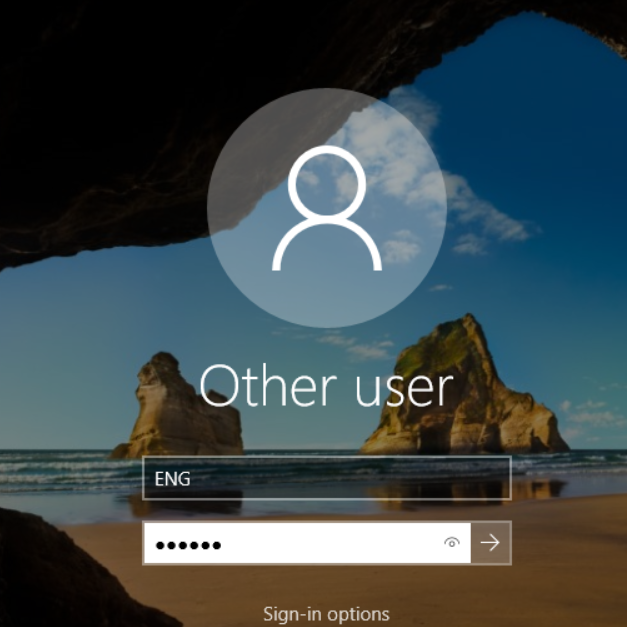 Other user
ENG
••••••
Sign-in options